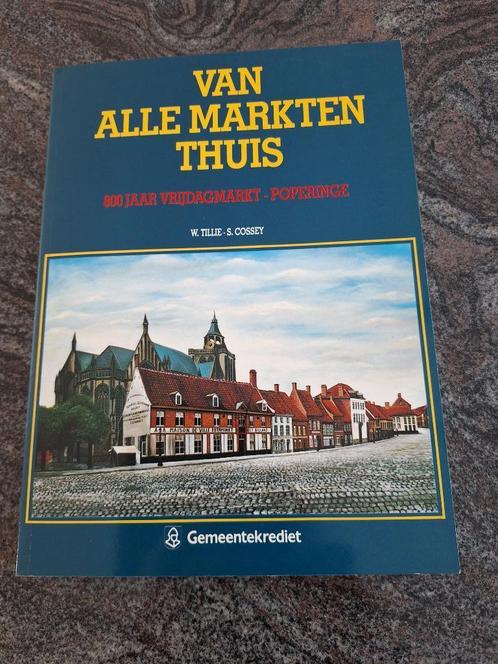 VAN
ALLE MARKTEN
THUIS
800 JAAR VRIJDAGMARKT - POPERINGE
W. TILLIE - S. COSSEY
Gemeentekrediet